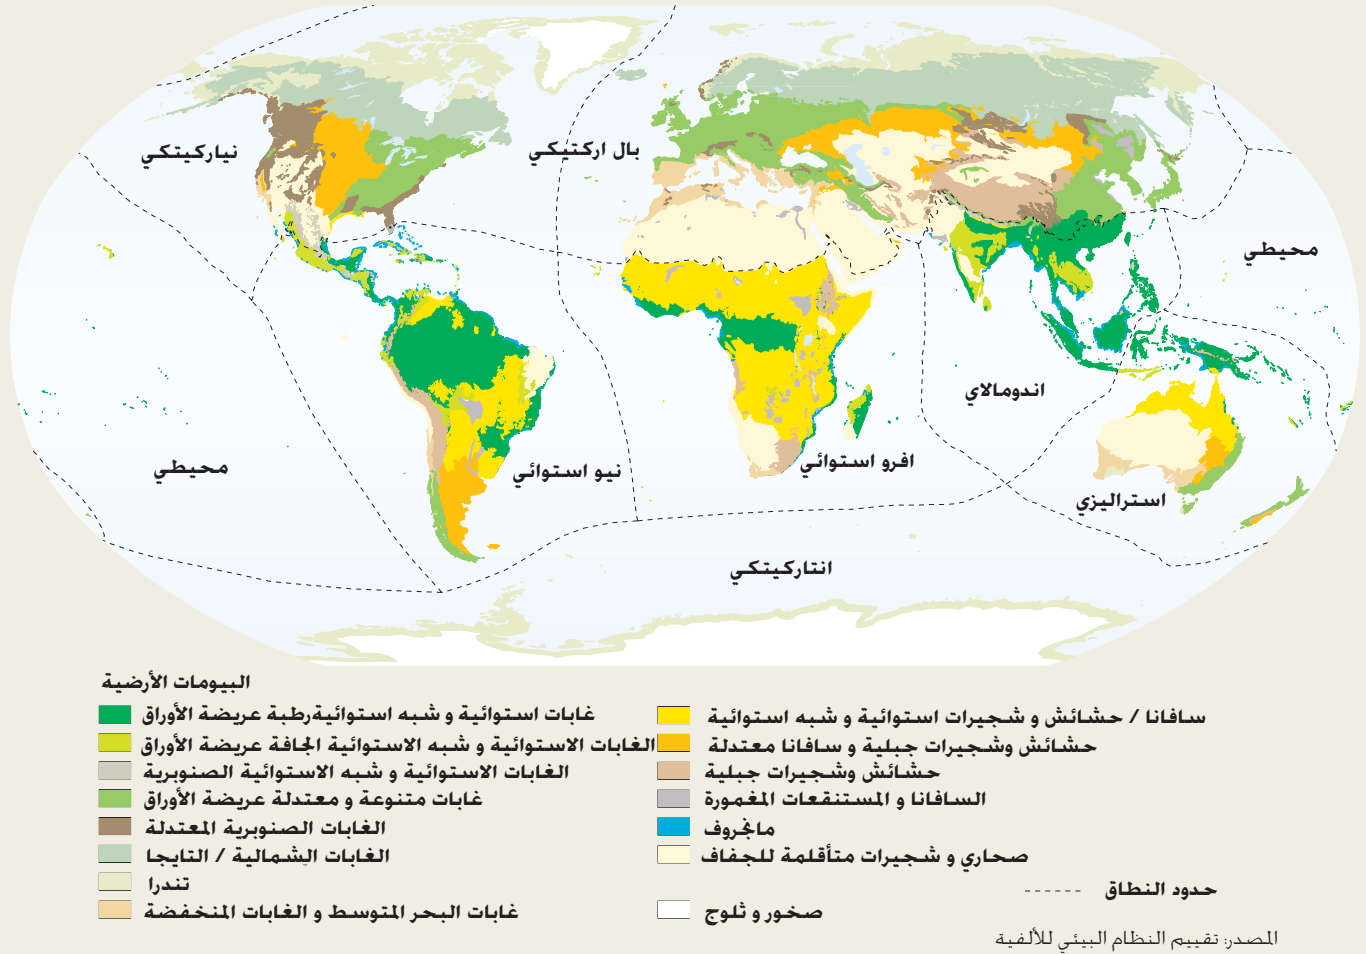 نياركيتكي
بال اركتيكي
محيطي
اندومالاي
محيطي
نيو استوائي
افرو استوائي
استراليزي
انتاركيتكي
البيومات الأرضية
غابات استوائية و شبه استوائيةرطبة عريضة الأوراق
الغابات الاستوائية و شبه الاستوائية الجافة عريضة الأوراق
الغابات الاستوائية و شبه الاستوائية الصنوبرية
غابات متنوعة و معتدلة عريضة الأوراق
الغابات الصنوبرية المعتدلة
الغابات الشمالية / التايجا
تندرا
غابات البحر المتوسط و الغابات المنخفضة
سافانا / حشائش و شجيرات استوائية و شبه استوائية
حشائش وشجيرات جبلية و سافانا معتدلة
حشائش وشجيرات جبلية
السافانا و المستنقعات المغمورة
مانجروف
صحاري و شجيرات متأقلمة للجفاف
حدود النطاق
صخور و ثلوج
المصدر: تقييم النظام البيئي للألفية